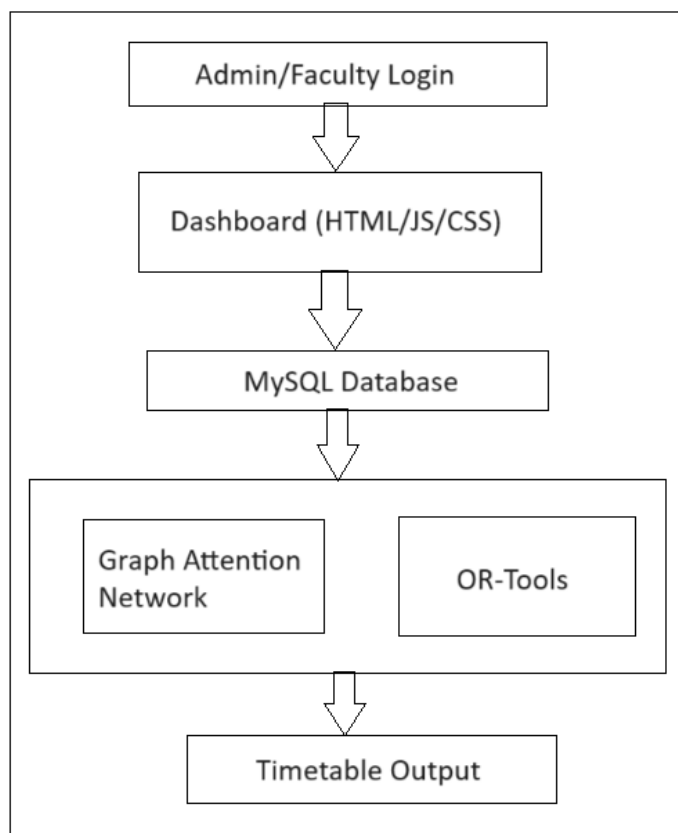 Admin/Faculty Login
Dashboard (HTML/JS/CSS)
MySQL Database
Graph Attention
Network
OR-Tools
Timetable Output